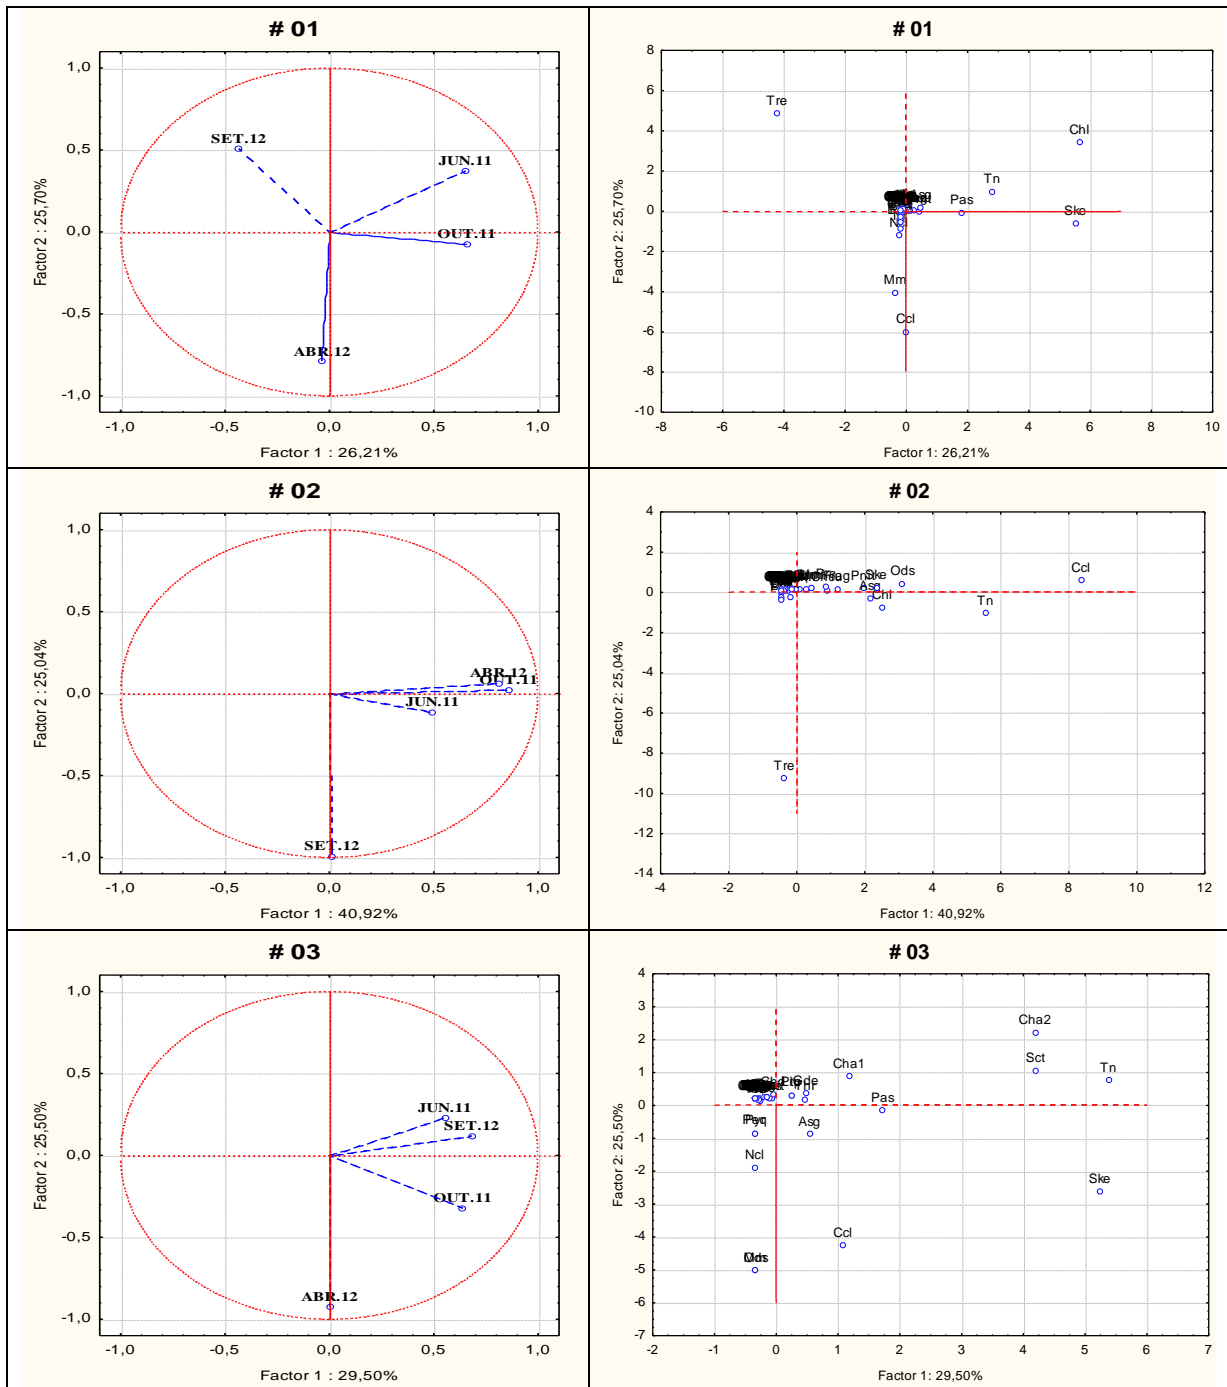 # 01
1,0
0,5
0,0
-0,5
-1,0
Factor 2 : 25,70%
SET.12
JUN.11
OUT.11
ABR.12
-1,0 -0,5 0,0 0,5 1,0
Factor 1 : 26,21%
# 01
8
6
4
2
0
-2
-4
-6
-8
-10
Factor 2: 25,70%
Tre
Chl
Tn
Asg
Pas
Ske
Mm
Ccl
-8 -6 -4 -2 0 2 4 6 8 10
Factor 1: 26,21%
# 02
1,0
0,5
0,0
-0,5
-1,0
Factor 2 : 25,04%
ABR.12
OUT.11
JUN.11
SET.12
-1,0 -0,5 0,0 0,5 1,0
Factor 1 : 40,92%
# 02
4
2
0
-2
-4
-6
-8
-10
-12
-14
Factor 2: 25,04%
Pnn
Ske
Ods
Ccl
Asg
Chl
Tn
Tre
-4 -2 0 2 4 6 8 10 12
Factor 1: 40,92%
# 03
1,0
0,5
0,0
-0,5
-1,0
Factor 2 : 25,50%
JUN.11
SET.12
OUT.11
ABR.12
-1,0 -0,5 0,0 0,5 1,0
Factor 1 : 29,50%
# 03
4
3
2
1
0
-1
-2
-3
-4
-5
-6
-7
Factor 2: 25,50%
Cha2
Sct
Tn
Cha1
Gde
Thr
Pas
Asg
Ncl
Ske
Ccl
-2 -1 0 1 2 3 4 5 6 7
Factor 1: 29,50%